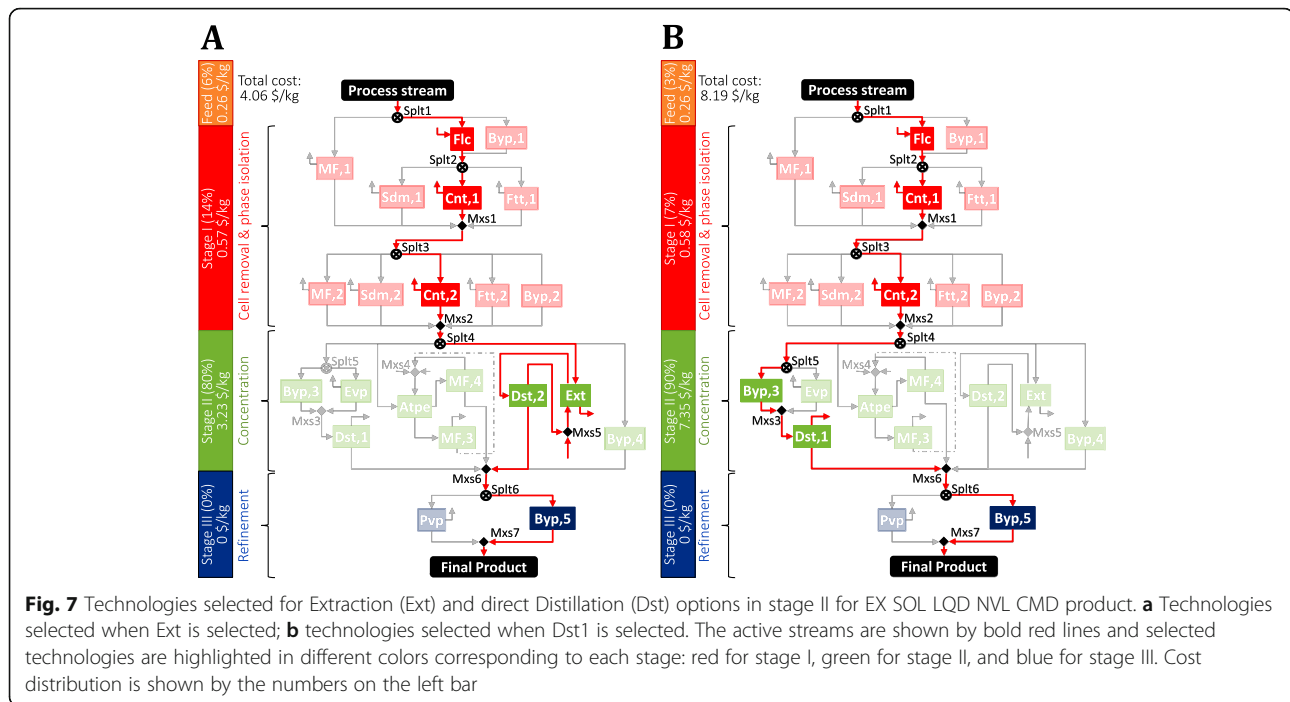 A
Total cost:
4.06 $/kg
Feed (6%)
0.26 $/kg
Stage I (14%)
0.57 $/kg
Cell removal & phase isolation
Stage II (80%)
3.23 $/kg
Concentration
Stage III (0%)
0 $/kg
Refinement
Process stream
Splt1
Flc
Byp,1
MF,1
Splt2
Sdm,1
Cnt,1
Ftt,1
Mxs1
Splt3
MF,2
Sdm,2
Cnt,2
Ftt,2
Byp,2
Mxs2
Splt4
Splt5
Mxs4
Byp,3
Evp
MF,4
Dst,2
Ext
Mxs3
Atpe
Dst,1
MF,3
Mxs5
Byp,4
Mxs6
Splt6
Pvp
Byp,5
Mxs7
Final Product
B
Total cost:
8.19 $/kg
Feed (3%)
0.26 $/kg
Stage I (7%)
0.58 $/kg
Cell removal & phase isolation
Stage II (90%)
7.35 $/kg
Concentration
Stage III (0%)
0 $/kg
Refinement
Process stream
Splt1
Flc
Byp,1
MF,1
Splt2
Sdm,1
Cnt,1
Ftt,1
Mxs1
Splt3
MF,2
Sdm,2
Cnt,2
Ftt,2
Byp,2
Mxs2
Splt4
Splt5
Mxs4
Byp,3
Evp
MF,4
Dst,2
Ext
Mxs3
Atpe
Dst,1
MF,3
Mxs5
Byp,4
Mxs6
Splt6
Pvp
Byp,5
Mxs7
Final Product
Fig. 7 Technologies selected for Extraction (Ext) and direct Distillation (Dst) options in stage II for EX SOL LQD NVL CMD product. a Technologies
selected when Ext is selected; b technologies selected when Dst1 is selected. The active streams are shown by bold red lines and selected
technologies are highlighted in different colors corresponding to each stage: red for stage I, green for stage II, and blue for stage III. Cost
distribution is shown by the numbers on the left bar